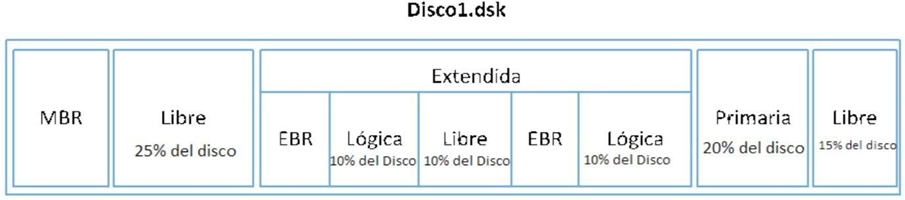 Disco1.dsk
MBR
Libre
25% del disco
Extendida
EBR
Lógica
10% del Disco
Libre
10% del Disco
EBR
Lógica
10% del Disco
Primaria
20% del disco
Libre
15% del disco